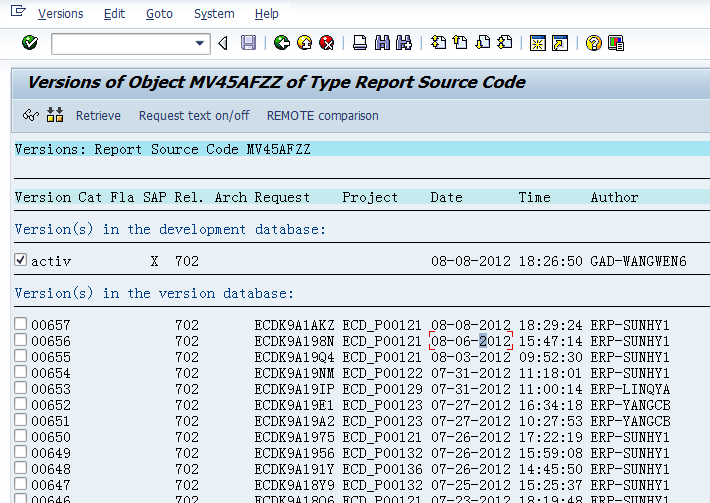 Versions Edit Goto System Help
Versions of Object MV45AFZZ of Type Report Source Code
Retrieve Request text on/off REMOTE comparison
Versions: Report Source Code MV45AFZZ
Version Cat Fla SAP Rel. Arch Request Project Date Time Author
Version(s) in the development database:
activ X 702 08-08-2012 18:26:50 GAD-WANGWEN6
Version(s) in the version database:
00657 702 ECDK9A1AKZ ECD_P00121 08-08-2012 18:29:24 ERP-SUNHY1
00656 702 ECDK9A198N ECD_P00121 08-06-2012 15:47:14 ERP-SUNHY1
00655 702 ECDK9A19Q4 ECD_P00121 08-03-2012 09:52:30 ERP-SUNHY1
00654 702 ECDK9A19NM ECD_P00122 07-31-2012 11:18:01 ERP-SUNHY1
00653 702 ECDK9A19IP ECD_P00129 07-31-2012 11:00:14 ERP-LINQYA
00652 702 ECDK9A19E1 ECD_P00123 07-27-2012 16:34:18 ERP-YANGCB
00651 702 ECDK9A19A2 ECD_P00123 07-27-2012 10:27:53 ERP-YANGCB
00650 702 ECDK9A1975 ECD_P00121 07-26-2012 17:22:19 ERP-SUNHY1
00649 702 ECDK9A1956 ECD_P00132 07-26-2012 15:59:08 ERP-SUNHY1
00648 702 ECDK9A191Y ECD_P00136 07-26-2012 14:45:50 ERP-SUNHY1
00647 702 ECDK9A18Y9 ECD_P00132 07-25-2012 15:25:37 ERP-SUNHY1
00646 702 ECDK9A18Q6 ECD_P00121 07-23-2012 18:19:48 ERP-SUNHY1